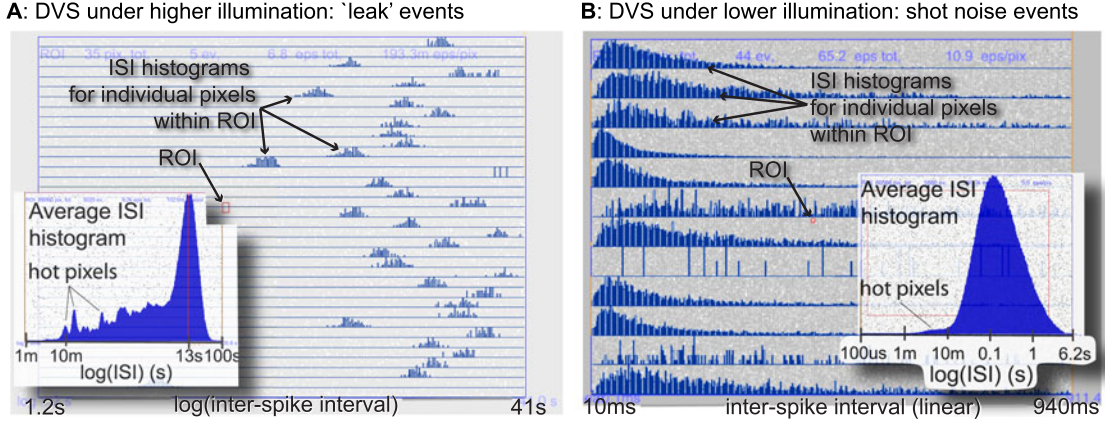 A: DVS under higher illumination: `leak' events
ROI 35 pix, tot 5 ev, 6.8 eps tot, 193.3m eps/pix
ISI histograms
for individual pixels
within ROI
ROI
Average ISI
histogram
hot pixels
1m 10m 13s 100s
log(ISI) (s)
1.2s log(inter-spike interval) 41s
B: DVS under lower illumination: shot noise events
tot, 44 ev, 65.2 eps tot, 10.9 eps/pix
ISI histograms
for individual pixels
within ROI
ROI
Average ISI
histogram
hot pixels
100us 1m 10m 0.1 1 6.2s
log(ISI) (s)
10ms inter-spike interval (linear) 940ms